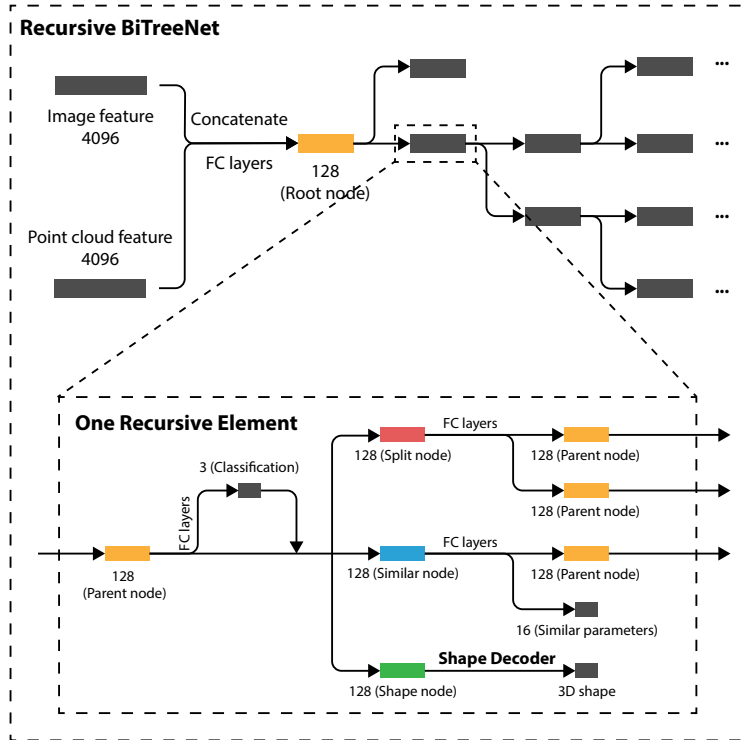 Recursive BiTreeNet
Image feature
4096
Concatenate
FC layers
128
(Root node)
Point cloud feature
4096
...
...
...
...
One Recursive Element
3 (Classification)
FC layers
128
(Parent node)
128 (Split node)
FC layers
128 (Parent node)
128 (Parent node)
128 (Similar node)
FC layers
128 (Parent node)
16 (Similar parameters)
128 (Shape node)
Shape Decoder
3D shape